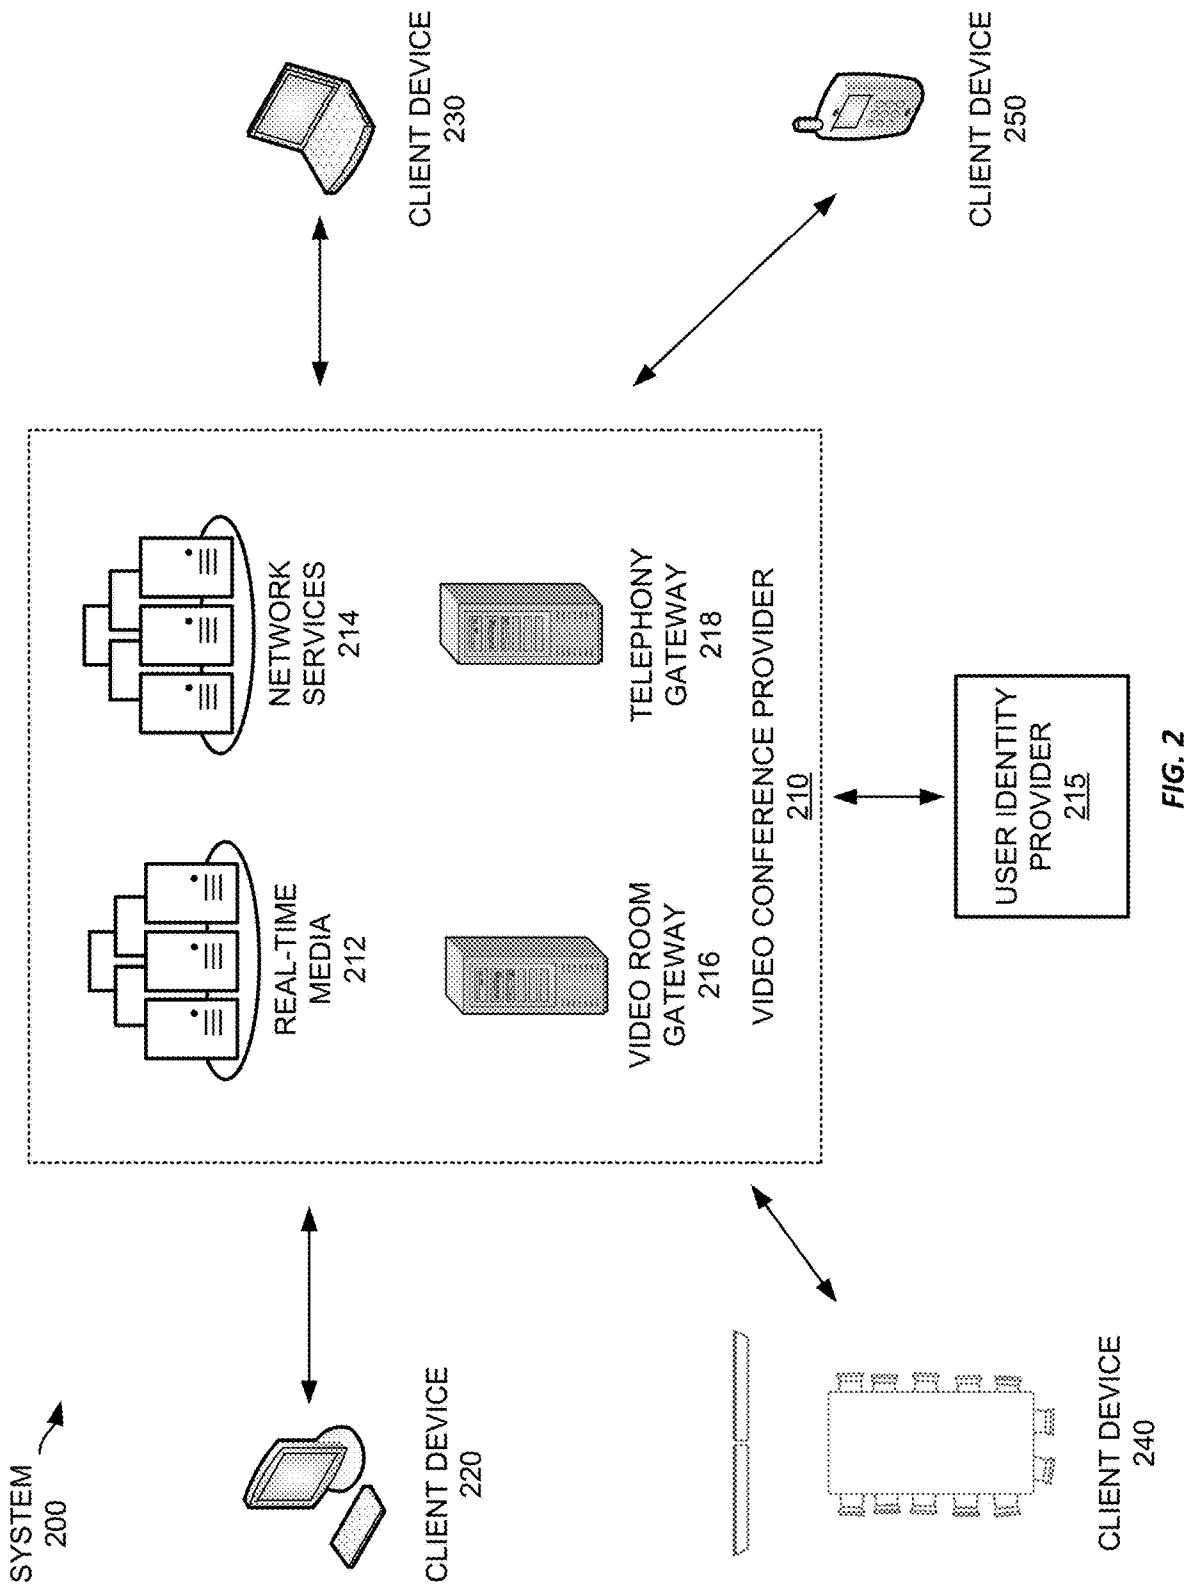 SYSTEM
200
REAL-TIME
MEDIA
212
NETWORK
SERVICES
214
CLIENT DEVICE
220
CLIENT DEVICE
230
VIDEO ROOM
GATEWAY
216
TELEPHONY
GATEWAY
218
VIDEO CONFERENCE PROVIDER
210
CLIENT DEVICE
240
CLIENT DEVICE
250
USER IDENTITY
PROVIDER
215
FIG. 2